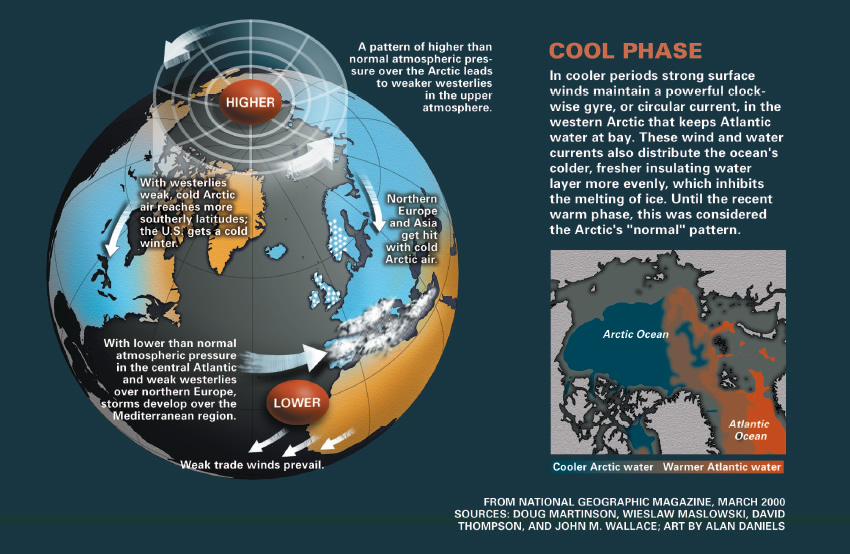 A pattern of higher than
normal atmospheric pres-
sure over the Arctic leads
to weaker westerlies
in the upper
atmosphere.
HIGHER
With westerlies
weak, cold Arctic
air reaches more
southerly latitudes;
the U.S. gets a cold
winter.
Northern
Europe
and Asia
get hit
with cold
Arctic air.
With lower than normal
atmospheric pressure
in the central Atlantic
and weak westerlies
over northern Europe,
storms develop over the
Mediterranean region.
LOWER
Weak trade winds prevail.
COOL PHASE
In cooler periods strong surface
winds maintain a powerful clock-
wise gyre, or circular current, in the
western Arctic that keeps Atlantic
water at bay. These wind and water
currents also distribute the ocean's
colder, fresher insulating water
layer more evenly, which inhibits
the melting of ice. Until the recent
warm phase, this was considered
the Arctic's "normal" pattern.
Arctic Ocean
Atlantic
Ocean
Cooler Arctic water Warmer Atlantic water
FROM NATIONAL GEOGRAPHIC MAGAZINE, MARCH 2000
SOURCES: DOUG MARTINSON, WIESLAW MASLOWSKI, DAVID
THOMPSON, AND JOHN M. WALLACE; ART BY ALAN DANIELS